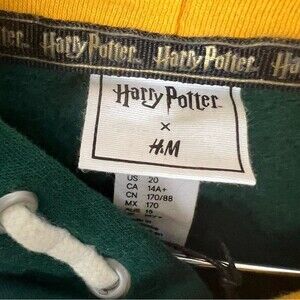 Harry Potter Harry Potter Harry Potter
Harry Potter
x
H&M
US 20
CA 14A+
CN 170/88
MX 170